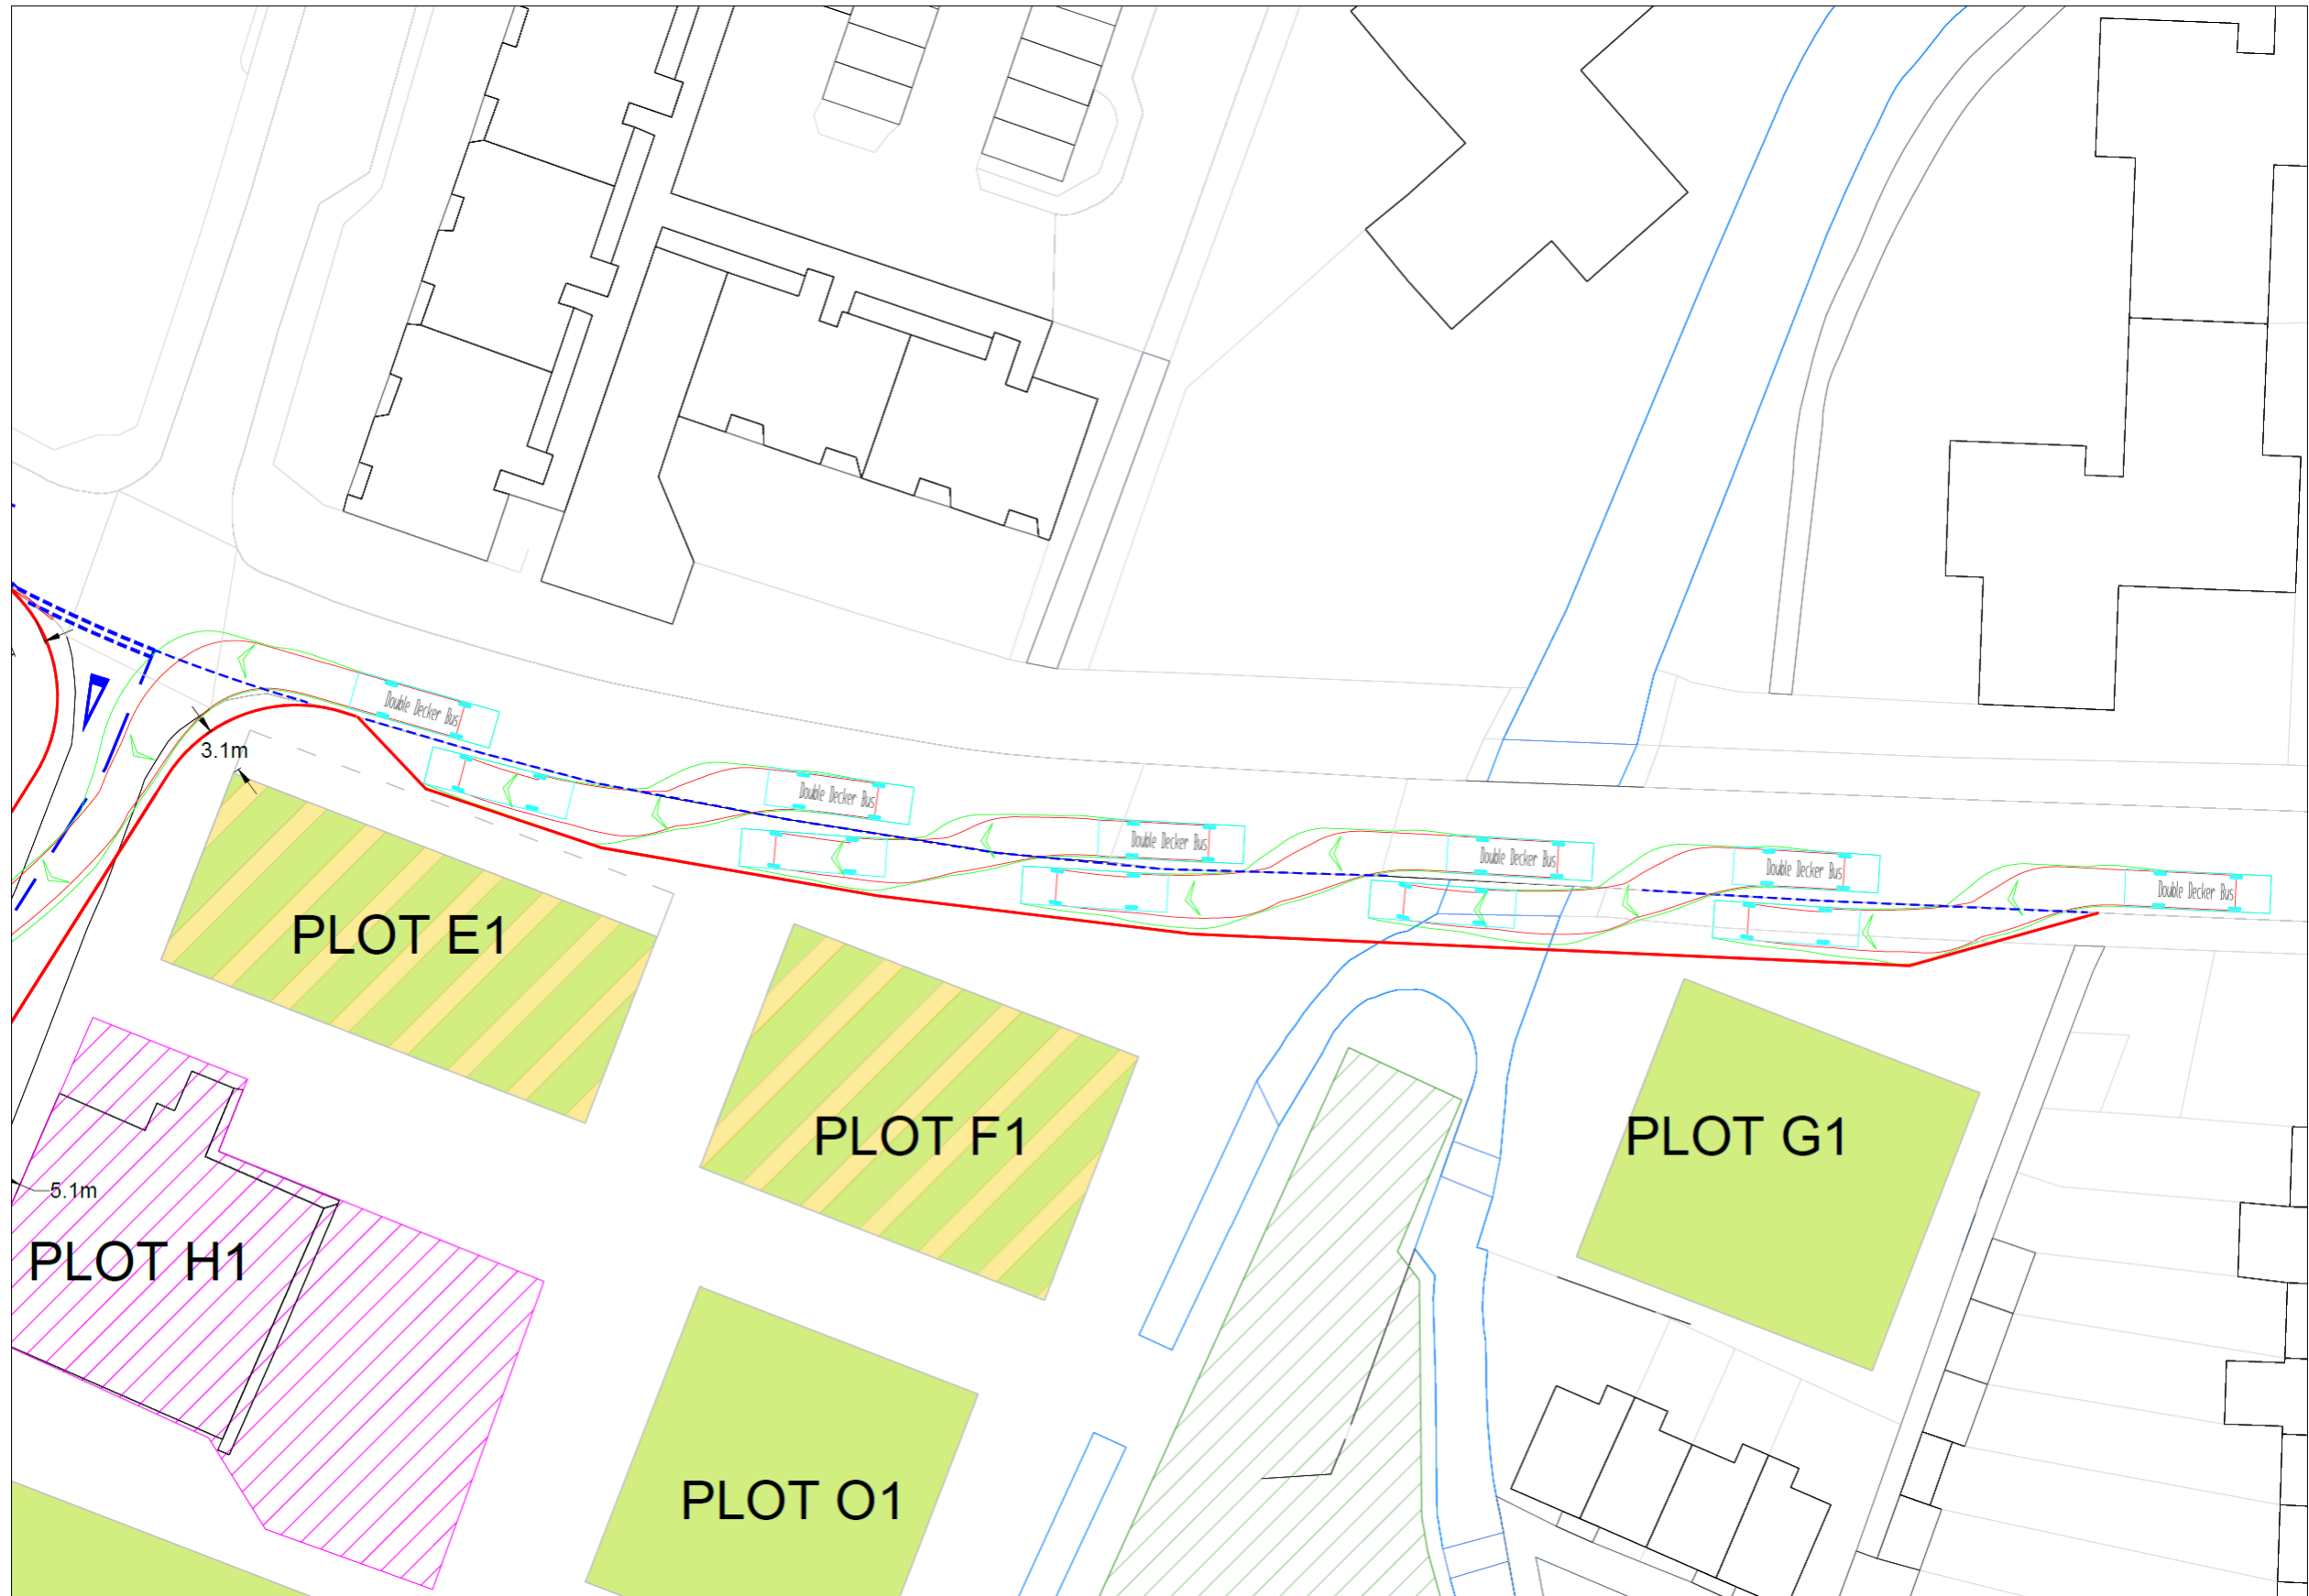 Double Decker Bus
3.1m
Double Decker Bus
Double Decker Bus
Double Decker Bus
Double Decker Bus
Double Decker Bus
PLOT E1
PLOT F1
PLOT G1
5.1m
PLOT H1
PLOT O1